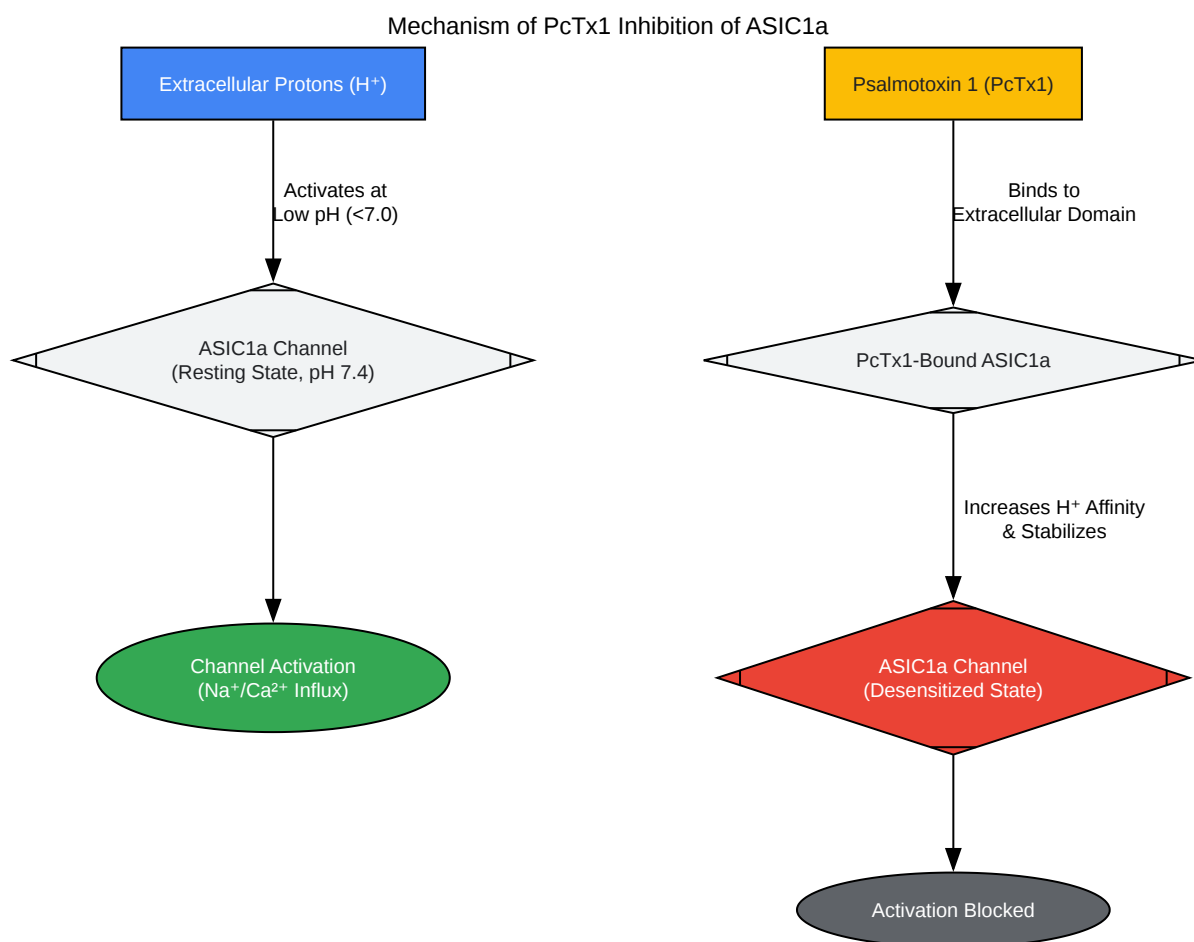 Mechanism of PcTx1 Inhibition of ASIC1a
Extracellular Protons (H⁺)
Activates at
Low pH (<7.0)
ASIC1a Channel
(Resting State, pH 7.4)
Channel Activation
(Na⁺/Ca²⁺ Influx)
Psalmotoxin 1 (PcTx1)
Binds to
Extracellular Domain
PcTx1-Bound ASIC1a
Increases H⁺ Affinity
& Stabilizes
ASIC1a Channel
(Desensitized State)
Activation Blocked